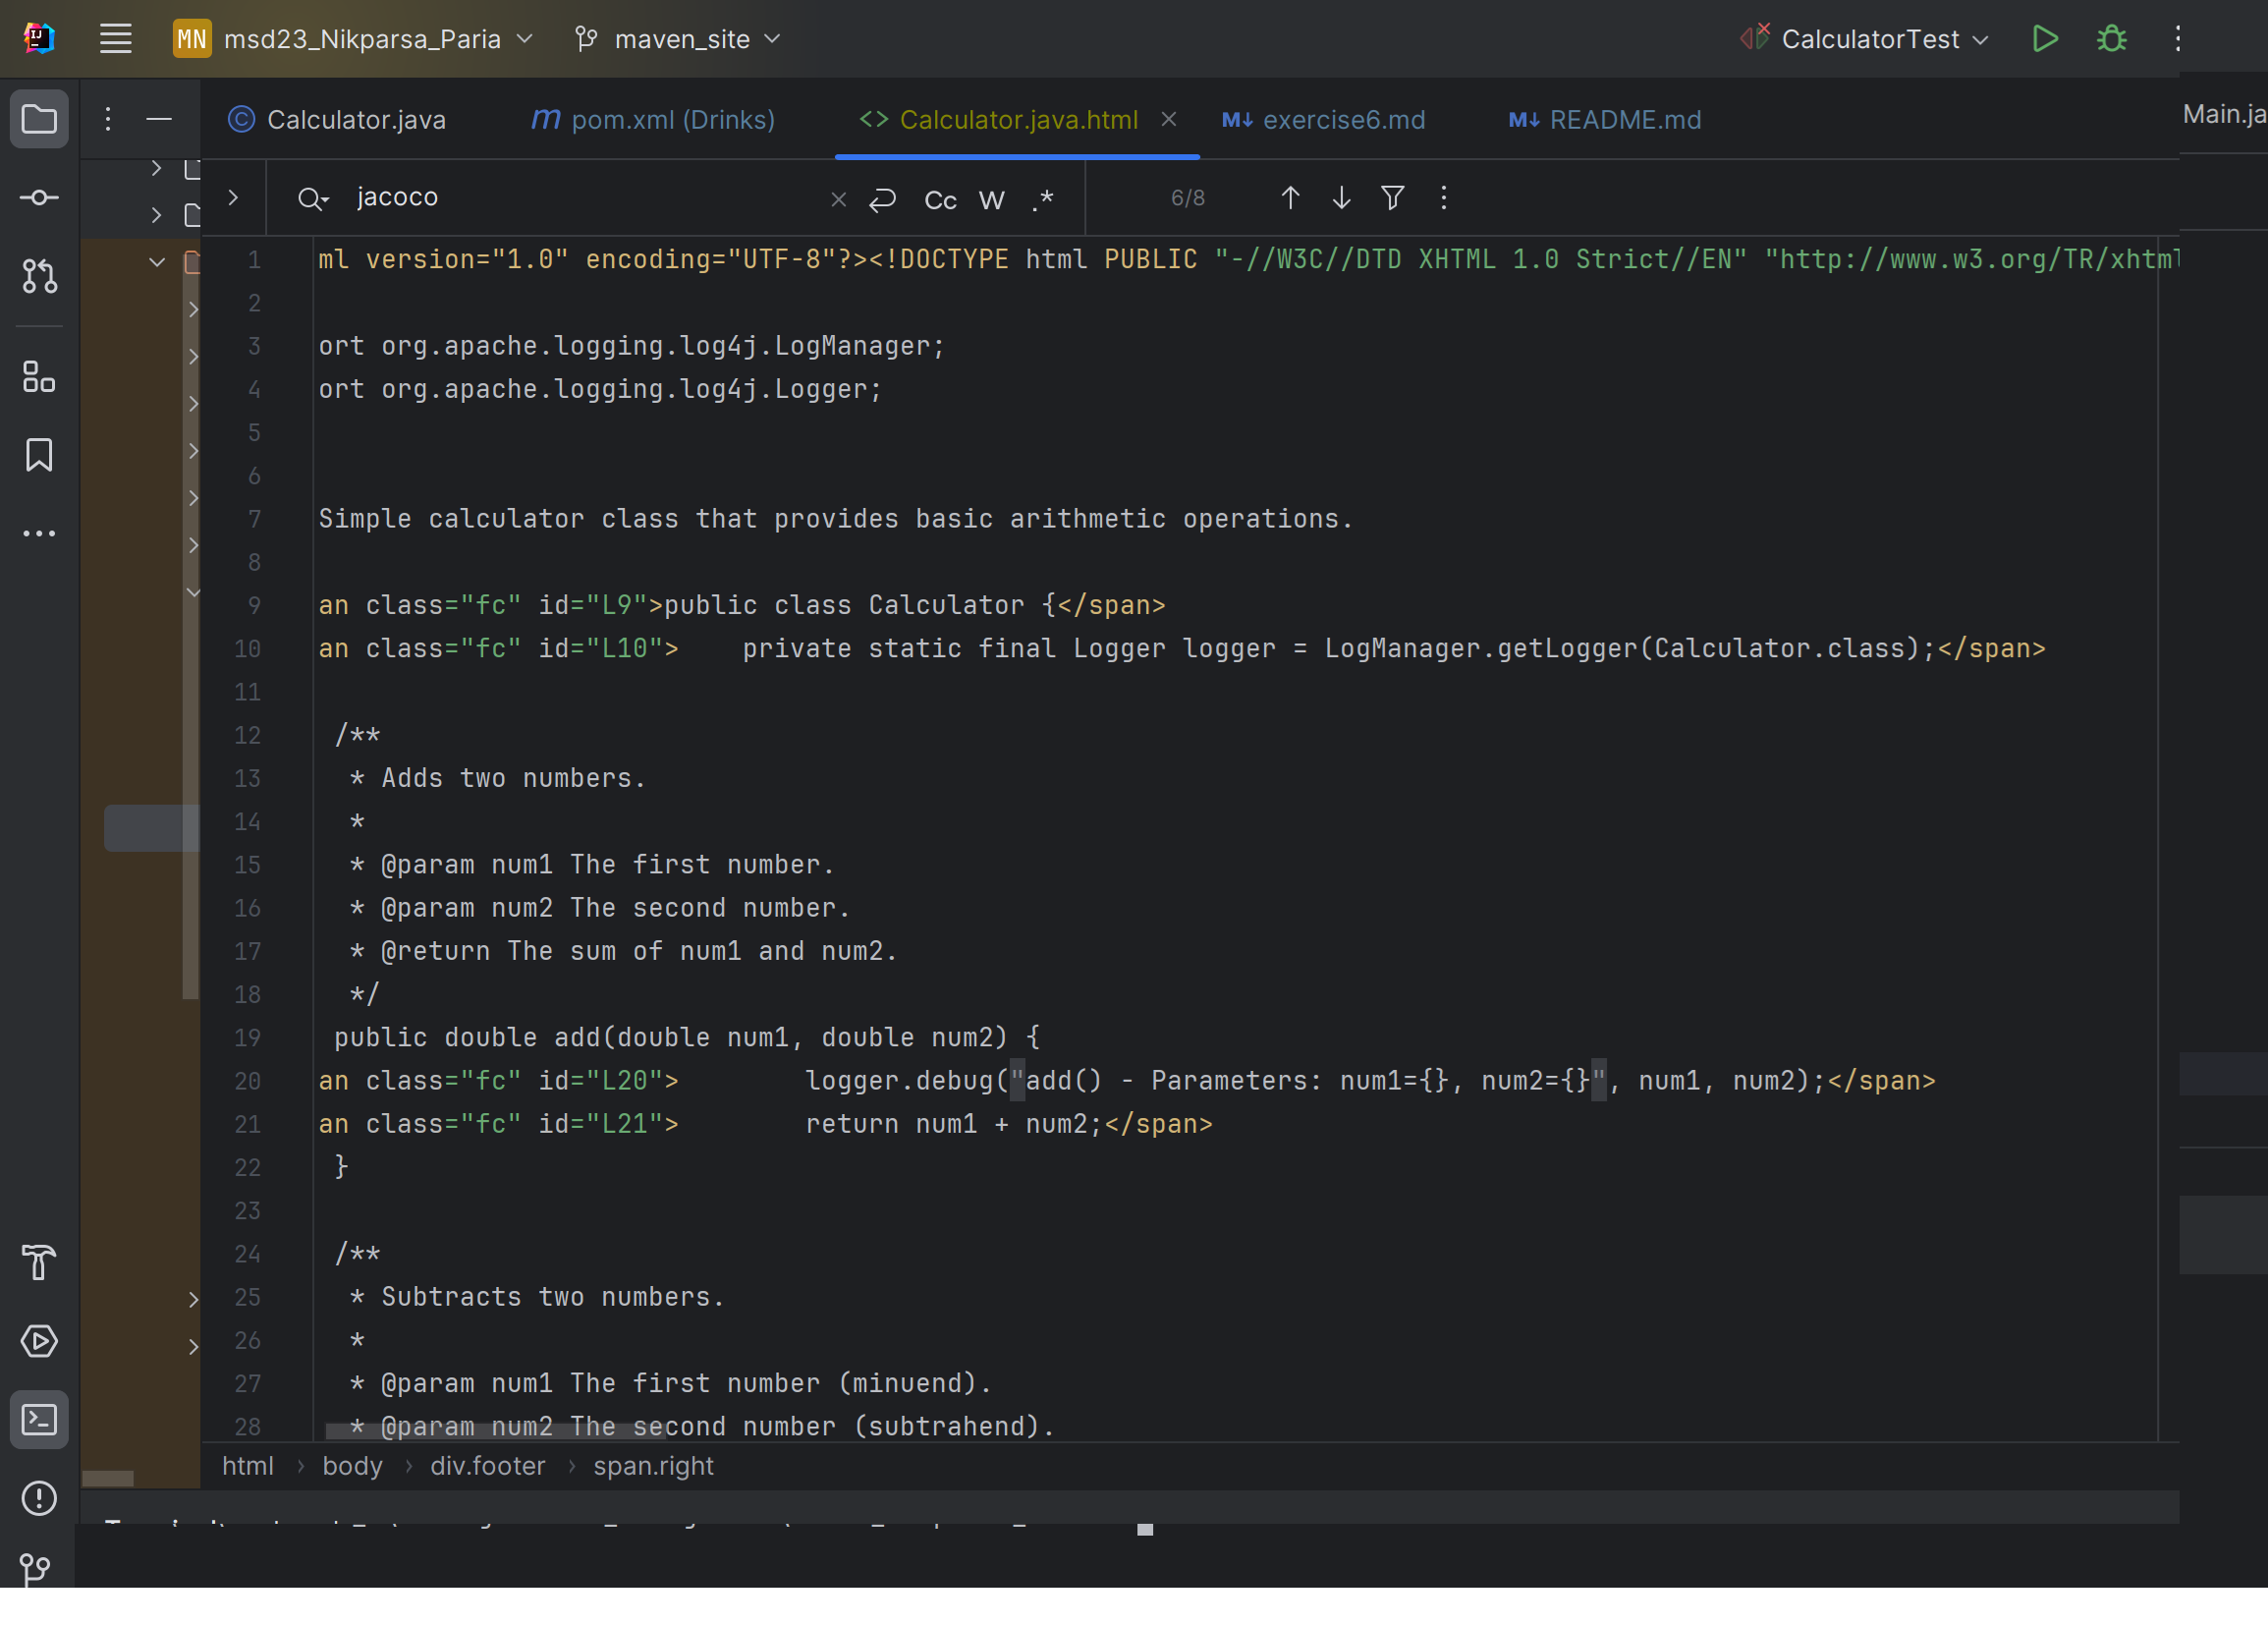 MN msd23_Nikparsa_Paria maven_site CalculatorTest
Calculator.java pom.xml (Drinks) Calculator.java.html exercise6.md README.md Main.ja
jacoco Cc W .* 6/8
1 ml version="1.0" encoding="UTF-8"?><!DOCTYPE html PUBLIC "-//W3C//DTD XHTML 1.0 Strict//EN" "http://www.w3.org/TR/xhtml
2
3 ort org.apache.logging.log4j.LogManager;
4 ort org.apache.logging.log4j.Logger;
5
6
7 Simple calculator class that provides basic arithmetic operations.
8
9 an class="fc" id="L9">public class Calculator {</span>
10 an class="fc" id="L10">    private static final Logger logger = LogManager.getLogger(Calculator.class);</span>
11
12 /**
13 * Adds two numbers.
14 *
15 * @param num1 The first number.
16 * @param num2 The second number.
17 * @return The sum of num1 and num2.
18 */
19 public double add(double num1, double num2) {
20 an class="fc" id="L20">        logger.debug("add() - Parameters: num1={}, num2={}", num1, num2);</span>
21 an class="fc" id="L21">        return num1 + num2;</span>
22 }
23
24 /**
25 * Subtracts two numbers.
26 *
27 * @param num1 The first number (minuend).
28 * @param num2 The second number (subtrahend).
html › body › div.footer › span.right